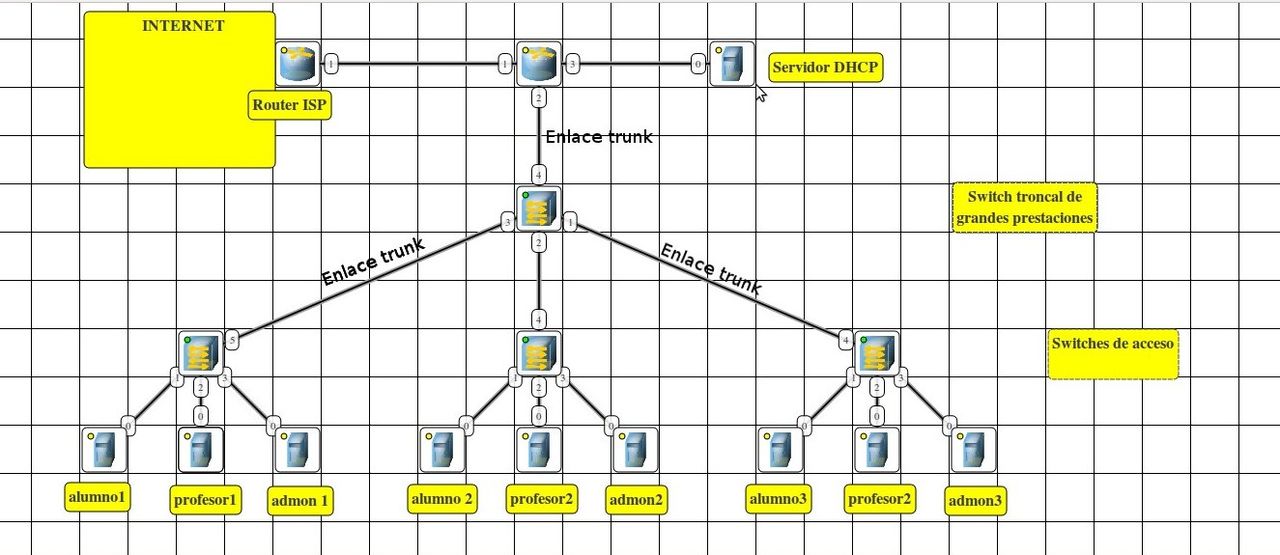 INTERNET
Router ISP
1
1
3
0
Servidor DHCP
2
Enlace trunk
4
3
1
2
Switch troncal de
grandes prestaciones
Enlace trunk
Enlace trunk
5
4
4
Switches de acceso
1
2
3
1
2
3
1
2
3
0
0
0
0
0
0
0
0
0
alumno1
profesor1
admon 1
alumno 2
profesor2
admon2
alumno3
profesor2
admon3